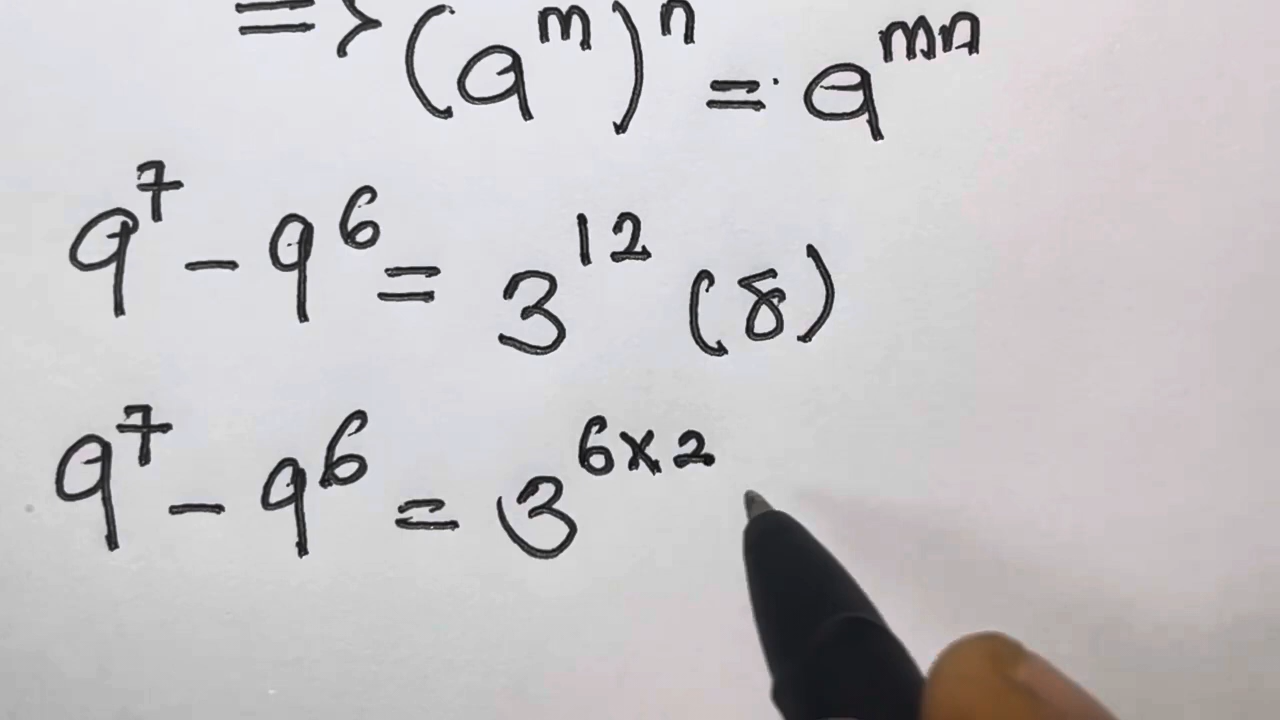 => (a^m)^n = a^mn
9^7 - 9^6 = 3^12 (8)
9^7 - 9^6 = 3^6×2